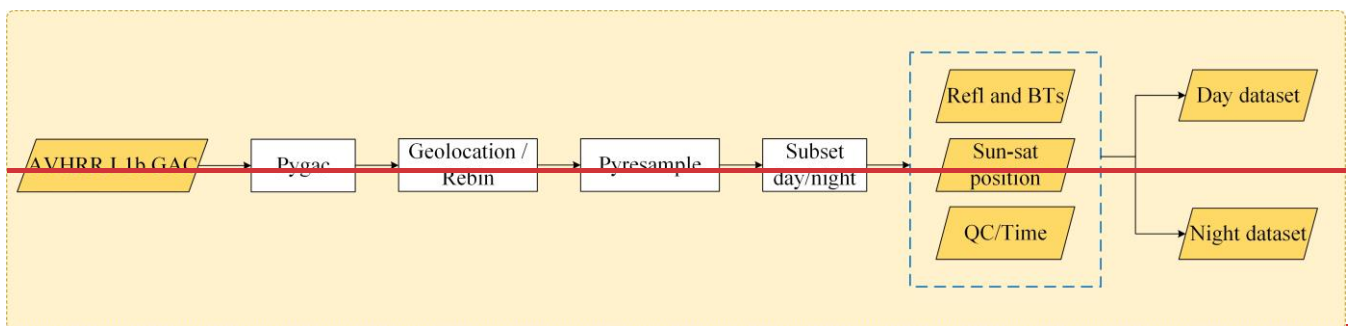 AVHRR L1b GAC
Pygac
Geolocation /
Rebin
Pyresample
Subset
day/night
Refl and BTs
Sun-sat
position
QC/Time
Day dataset
Night dataset